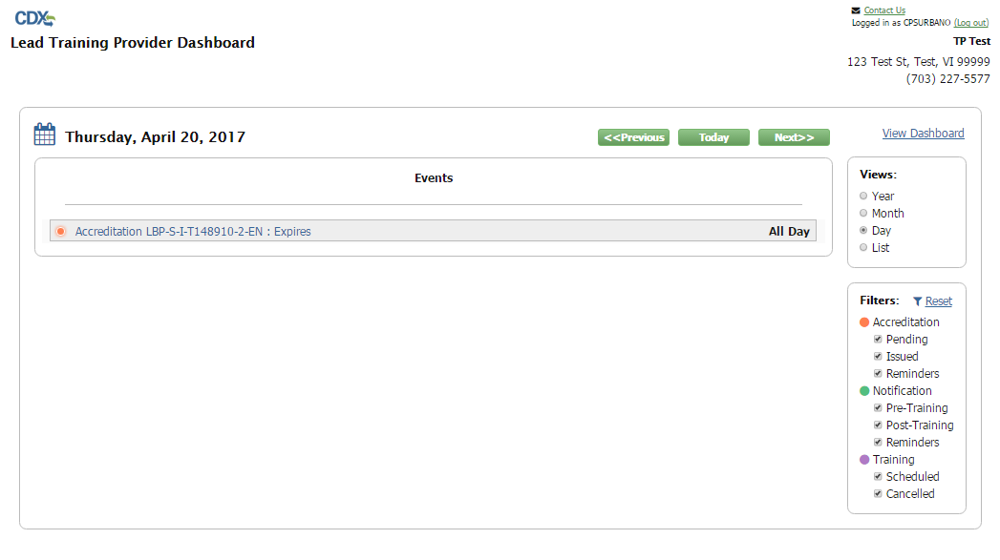 CDX
Contact Us
Logged in as CPSURBANO (Log out)
Lead Training Provider Dashboard
TP Test
123 Test St, Test, VI 99999
(703) 227-5577
Thursday, April 20, 2017
<<Previous
Today
Next>>
View Dashboard
Events
Accreditation LBP-S-I-T148910-2-EN : Expires
All Day
Views:
Year
Month
Day
List
Filters:
Reset
Accreditation
Pending
Issued
Reminders
Notification
Pre-Training
Post-Training
Reminders
Training
Scheduled
Cancelled